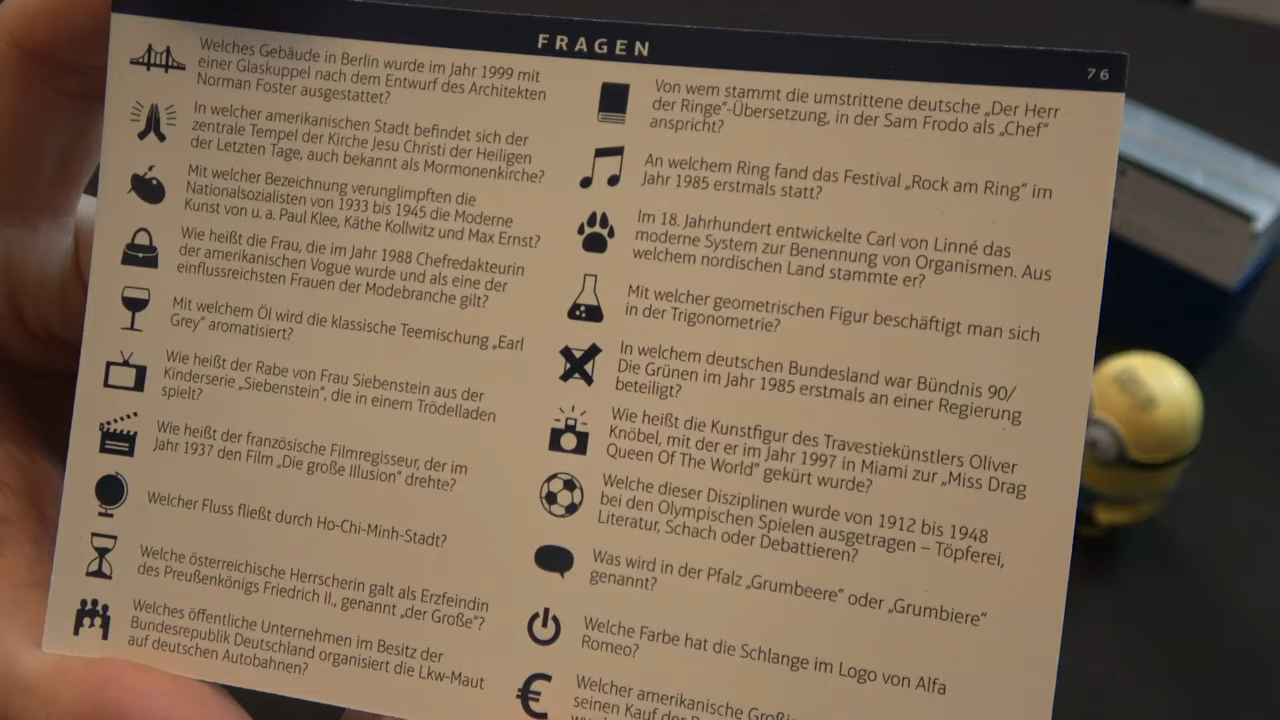 FRAGEN
76
Welches Gebäude in Berlin wurde im Jahr 1999 mit
einer Glaskuppel nach dem Entwurf des Architekten
Norman Foster ausgestattet?
In welcher amerikanischen Stadt befindet sich der
zentrale Tempel der Kirche Jesu Christi der Heiligen
der Letzten Tage, auch bekannt als Mormonenkirche?
Mit welcher Bezeichnung verunglimpften die
Nationalsozialisten von 1933 bis 1945 die Moderne
Kunst von u. a. Paul Klee, Käthe Kollwitz und Max Ernst?
Wie heißt die Frau, die im Jahr 1988 Chefredakteurin
der amerikanischen Vogue wurde und als eine der
einflussreichsten Frauen der Modebranche gilt?
Mit welchem Öl wird die klassische Teemischung „Earl
Grey“ aromatisiert?
Wie heißt der Rabe von Frau Siebenstein aus der
Kinderserie „Siebenstein“, die in einem Trödelladen
spielt?
Wie heißt der französische Filmregisseur, der im
Jahr 1937 den Film „Die große Illusion“ drehte?
Welcher Fluss fließt durch Ho-Chi-Minh-Stadt?
Welche österreichische Herrscherin galt als Erzfeindin
des Preußenkönigs Friedrich II., genannt „der Große“?
Welches öffentliche Unternehmen im Besitz der
Bundesrepublik Deutschland organisiert die Lkw-Maut
auf deutschen Autobahnen?
Von wem stammt die umstrittene deutsche „Der Herr
der Ringe“-Übersetzung, in der Sam Frodo als „Chef“
anspricht?
An welchem Ring fand das Festival „Rock am Ring“ im
Jahr 1985 erstmals statt?
Im 18. Jahrhundert entwickelte Carl von Linné das
moderne System zur Benennung von Organismen. Aus
welchem nordischen Land stammte er?
Mit welcher geometrischen Figur beschäftigt man sich
in der Trigonometrie?
In welchem deutschen Bundesland war Bündnis 90/
Die Grünen im Jahr 1985 erstmals an einer Regierung
beteiligt?
Wie heißt die Kunstfigur des Travestiekünstlers Oliver
Knöbel, mit der er im Jahr 1997 in Miami zur „Miss Drag
Queen Of The World“ gekürt wurde?
Welche dieser Disziplinen wurde von 1912 bis 1948
bei den Olympischen Spielen ausgetragen – Töpferei,
Literatur, Schach oder Debattieren?
Was wird in der Pfalz „Grumbeere“ oder „Grumbiere“
genannt?
Welche Farbe hat die Schlange im Logo von Alfa
Romeo?
Welcher amerikanische
seinen Kauf der